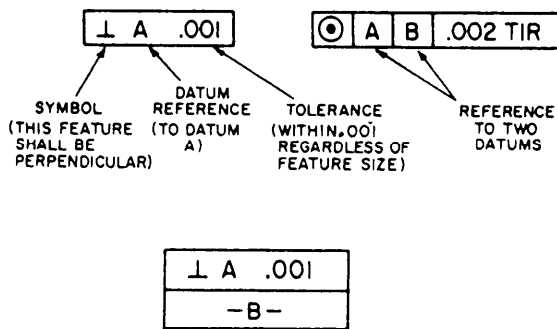 ⊥ A .001
◎ A B .002 TIR
SYMBOL
(THIS FEATURE
SHALL BE
PERPENDICULAR)
DATUM
REFERENCE
(TO DATUM
A)
TOLERANCE
(WITHIN .001
REGARDLESS OF
FEATURE SIZE)
REFERENCE
TO TWO
DATUMS
⊥ A .001
-B-